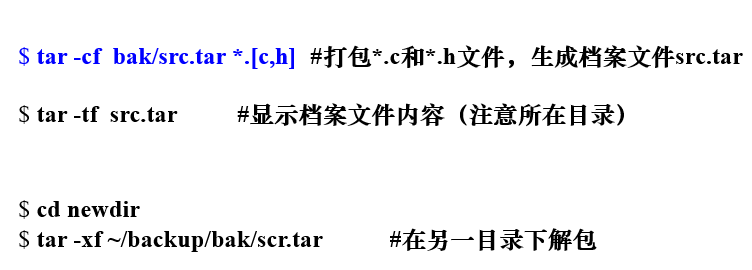 $ tar -cf bak/src.tar *.[c,h] #打包*.c和*.h文件，生成档案文件src.tar
$ tar -tf src.tar #显示档案文件内容（注意所在目录）
$ cd newdir
$ tar -xf ~/backup/bak/scr.tar #在另一目录下解包